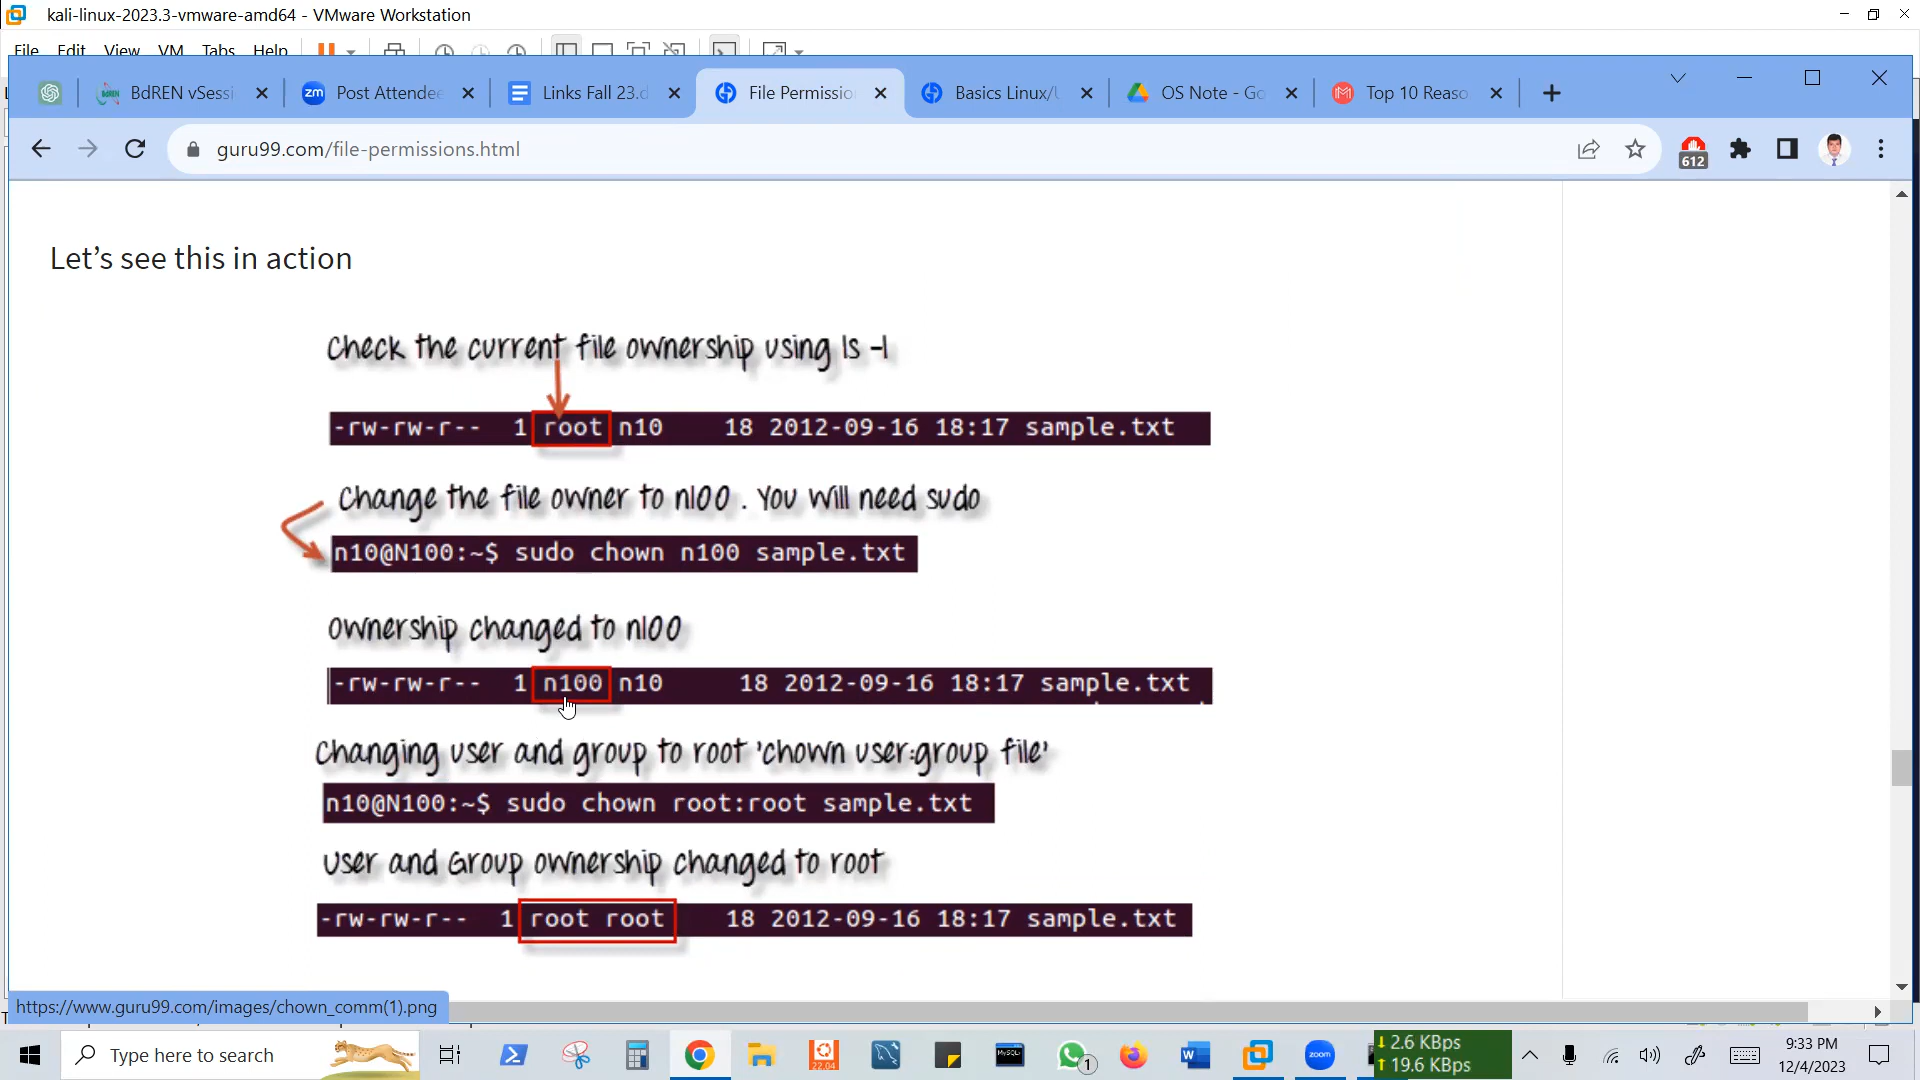 kali-linux-2023.3-vmware-amd64 - VMware Workstation
File Edit View VM Tabs Help
BdREN vSessi
Post Attendee
Links Fall 23.d
File Permissio
Basics Linux/U
OS Note - Go
Top 10 Reaso
guru99.com/file-permissions.html
612
Let's see this in action
Check the current file ownership using ls -l
-rw-rw-r-- 1 root n10 18 2012-09-16 18:17 sample.txt
Change the file owner to n100 . You will need sudo
n10@N100:~$ sudo chown n100 sample.txt
ownership changed to n100
-rw-rw-r-- 1 n100 n10 18 2012-09-16 18:17 sample.txt
Changing user and group to root 'chown user:group file'
n10@N100:~$ sudo chown root:root sample.txt
User and Group ownership changed to root
-rw-rw-r-- 1 root root 18 2012-09-16 18:17 sample.txt
https://www.guru99.com/images/chown_comm(1).png
Type here to search
22.04
MySQL
1
zoom
2.6 KBps
19.6 KBps
9:33 PM
12/4/2023